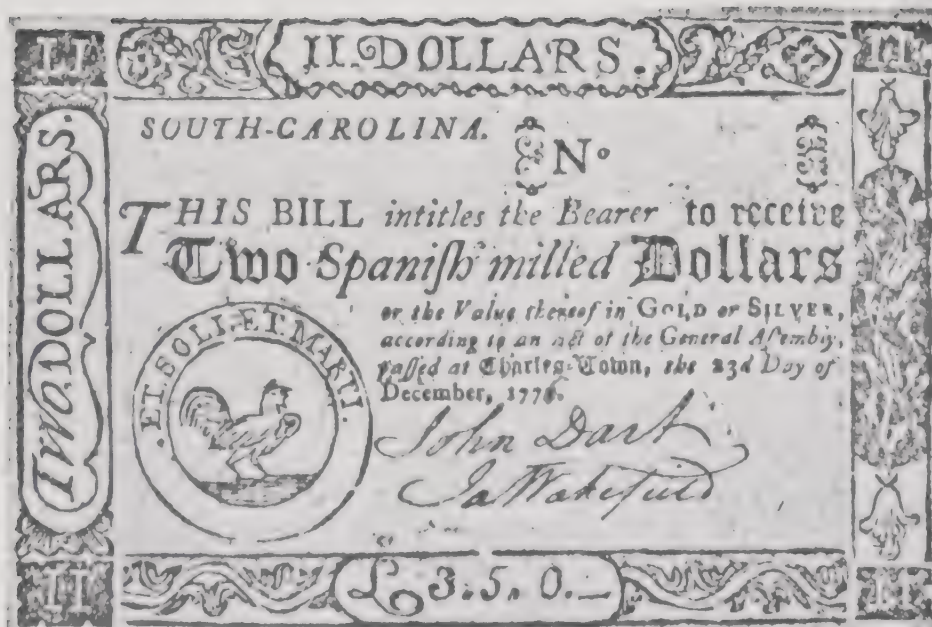 II
II.DOLLARS.
II
Two.DOLLARS.
SOUTH-CAROLINA.
No
THIS BILL intitles the Bearer to receive
Two Spaniſh milled Dollars
or the Value thereof in GOLD or SILVER,
according to an act of the General Aſſembly,
paſſed at Charles-Town, the 23d Day of
December, 1776.
.ET.SOLI.ET.MARTI.
John Dart
Ja Wakefield
II
£3.5.0.—
II